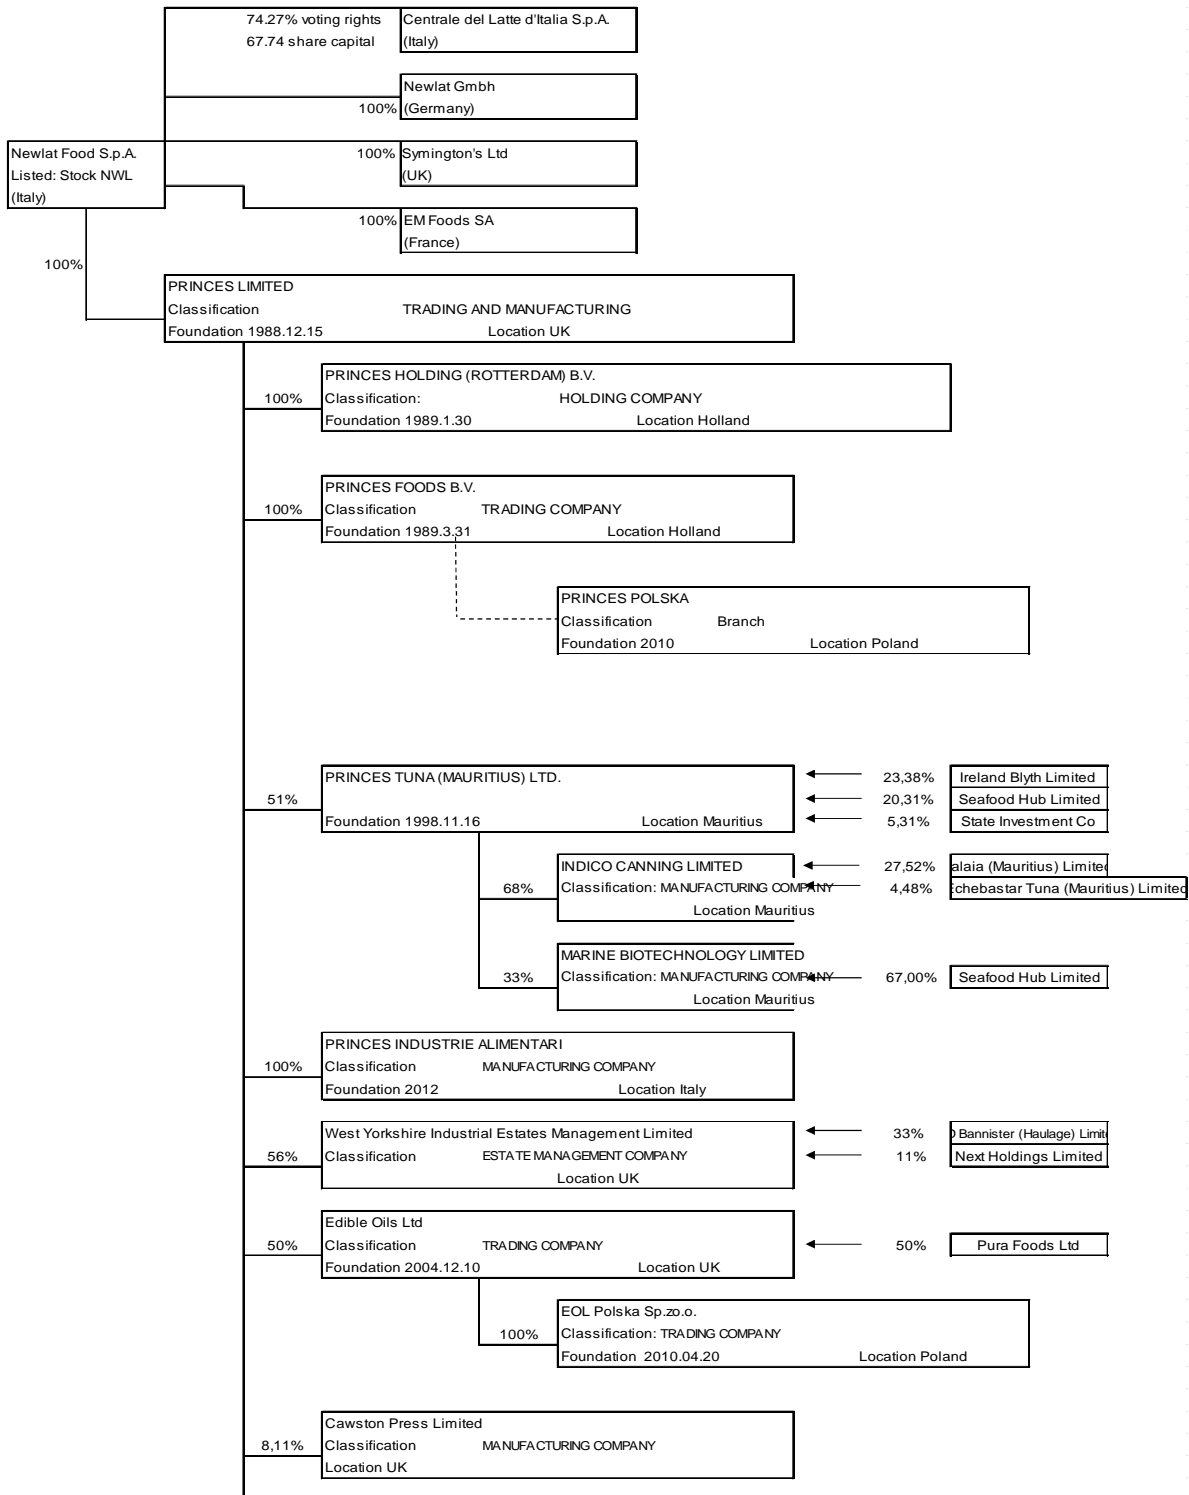 74.27% voting rights Centrale del Latte d'Italia S.p.A.
67.74 share capital (Italy)
Newlat Gmbh
100% (Germany)
Newlat Food S.p.A.
Listed: Stock NWL
(Italy)
100% Symington's Ltd
(UK)
100% EM Foods SA
(France)
100%
PRINCES LIMITED
Classification TRADING AND MANUFACTURING
Foundation 1988.12.15 Location UK
PRINCES HOLDING (ROTTERDAM) B.V.
100% Classification: HOLDING COMPANY
Foundation 1989.1.30 Location Holland
PRINCES FOODS B.V.
100% Classification TRADING COMPANY
Foundation 1989.3.31 Location Holland
PRINCES POLSKA
Classification Branch
Foundation 2010 Location Poland
PRINCES TUNA (MAURITIUS) LTD. 23,38% Ireland Blyth Limited
51% 20,31% Seafood Hub Limited
Foundation 1998.11.16 Location Mauritius 5,31% State Investment Co
INDICO CANNING LIMITED 27,52% alaia (Mauritius) Limited
68% Classification: MANUFACTURING COMPANY 4,48% Echebastar Tuna (Mauritius) Limited
Location Mauritius
MARINE BIOTECHNOLOGY LIMITED
33% Classification: MANUFACTURING COMPANY 67,00% Seafood Hub Limited
Location Mauritius
PRINCES INDUSTRIE ALIMENTARI
100% Classification MANUFACTURING COMPANY
Foundation 2012 Location Italy
West Yorkshire Industrial Estates Management Limited 33% Bannister (Haulage) Limite
56% Classification ESTATE MANAGEMENT COMPANY 11% Next Holdings Limited
Location UK
Edible Oils Ltd
50% Classification TRADING COMPANY 50% Pura Foods Ltd
Foundation 2004.12.10 Location UK
EOL Polska Sp.zo.o.
100% Classification: TRADING COMPANY
Foundation 2010.04.20 Location Poland
Cawston Press Limited
8,11% Classification MANUFACTURING COMPANY
Location UK